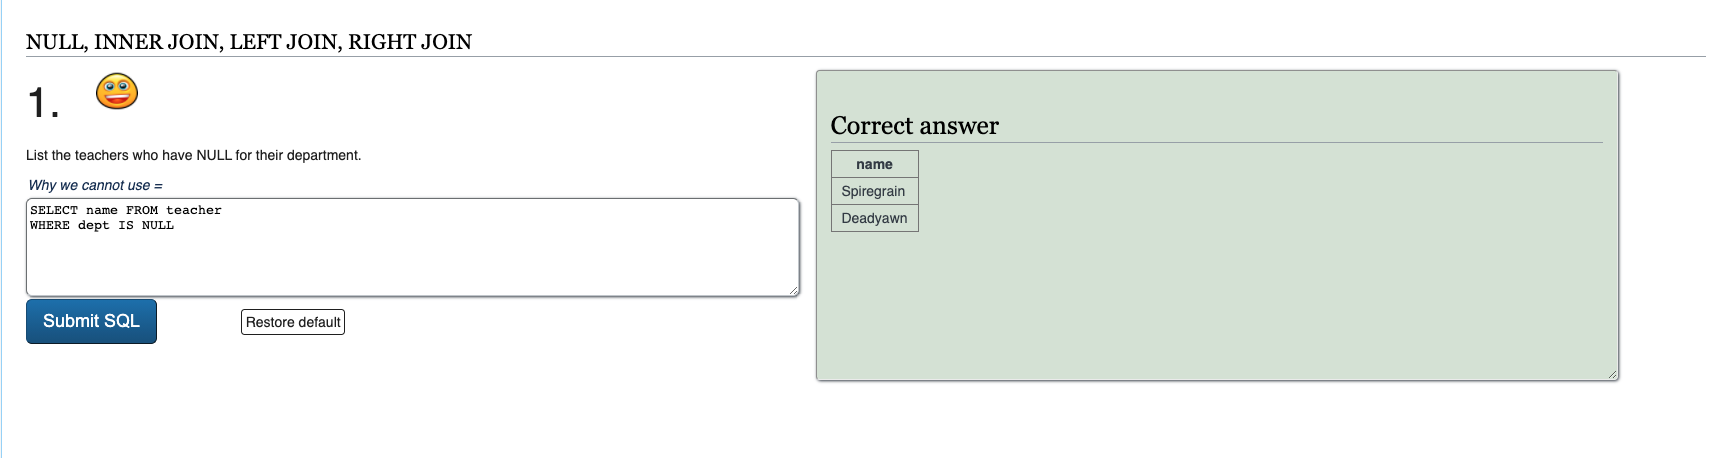 NULL, INNER JOIN, LEFT JOIN, RIGHT JOIN
1.
List the teachers who have NULL for their department.
Why we cannot use =
SELECT name FROM teacher
WHERE dept IS NULL
Submit SQL
Restore default
Correct answer
name
Spiregrain
Deadyawn